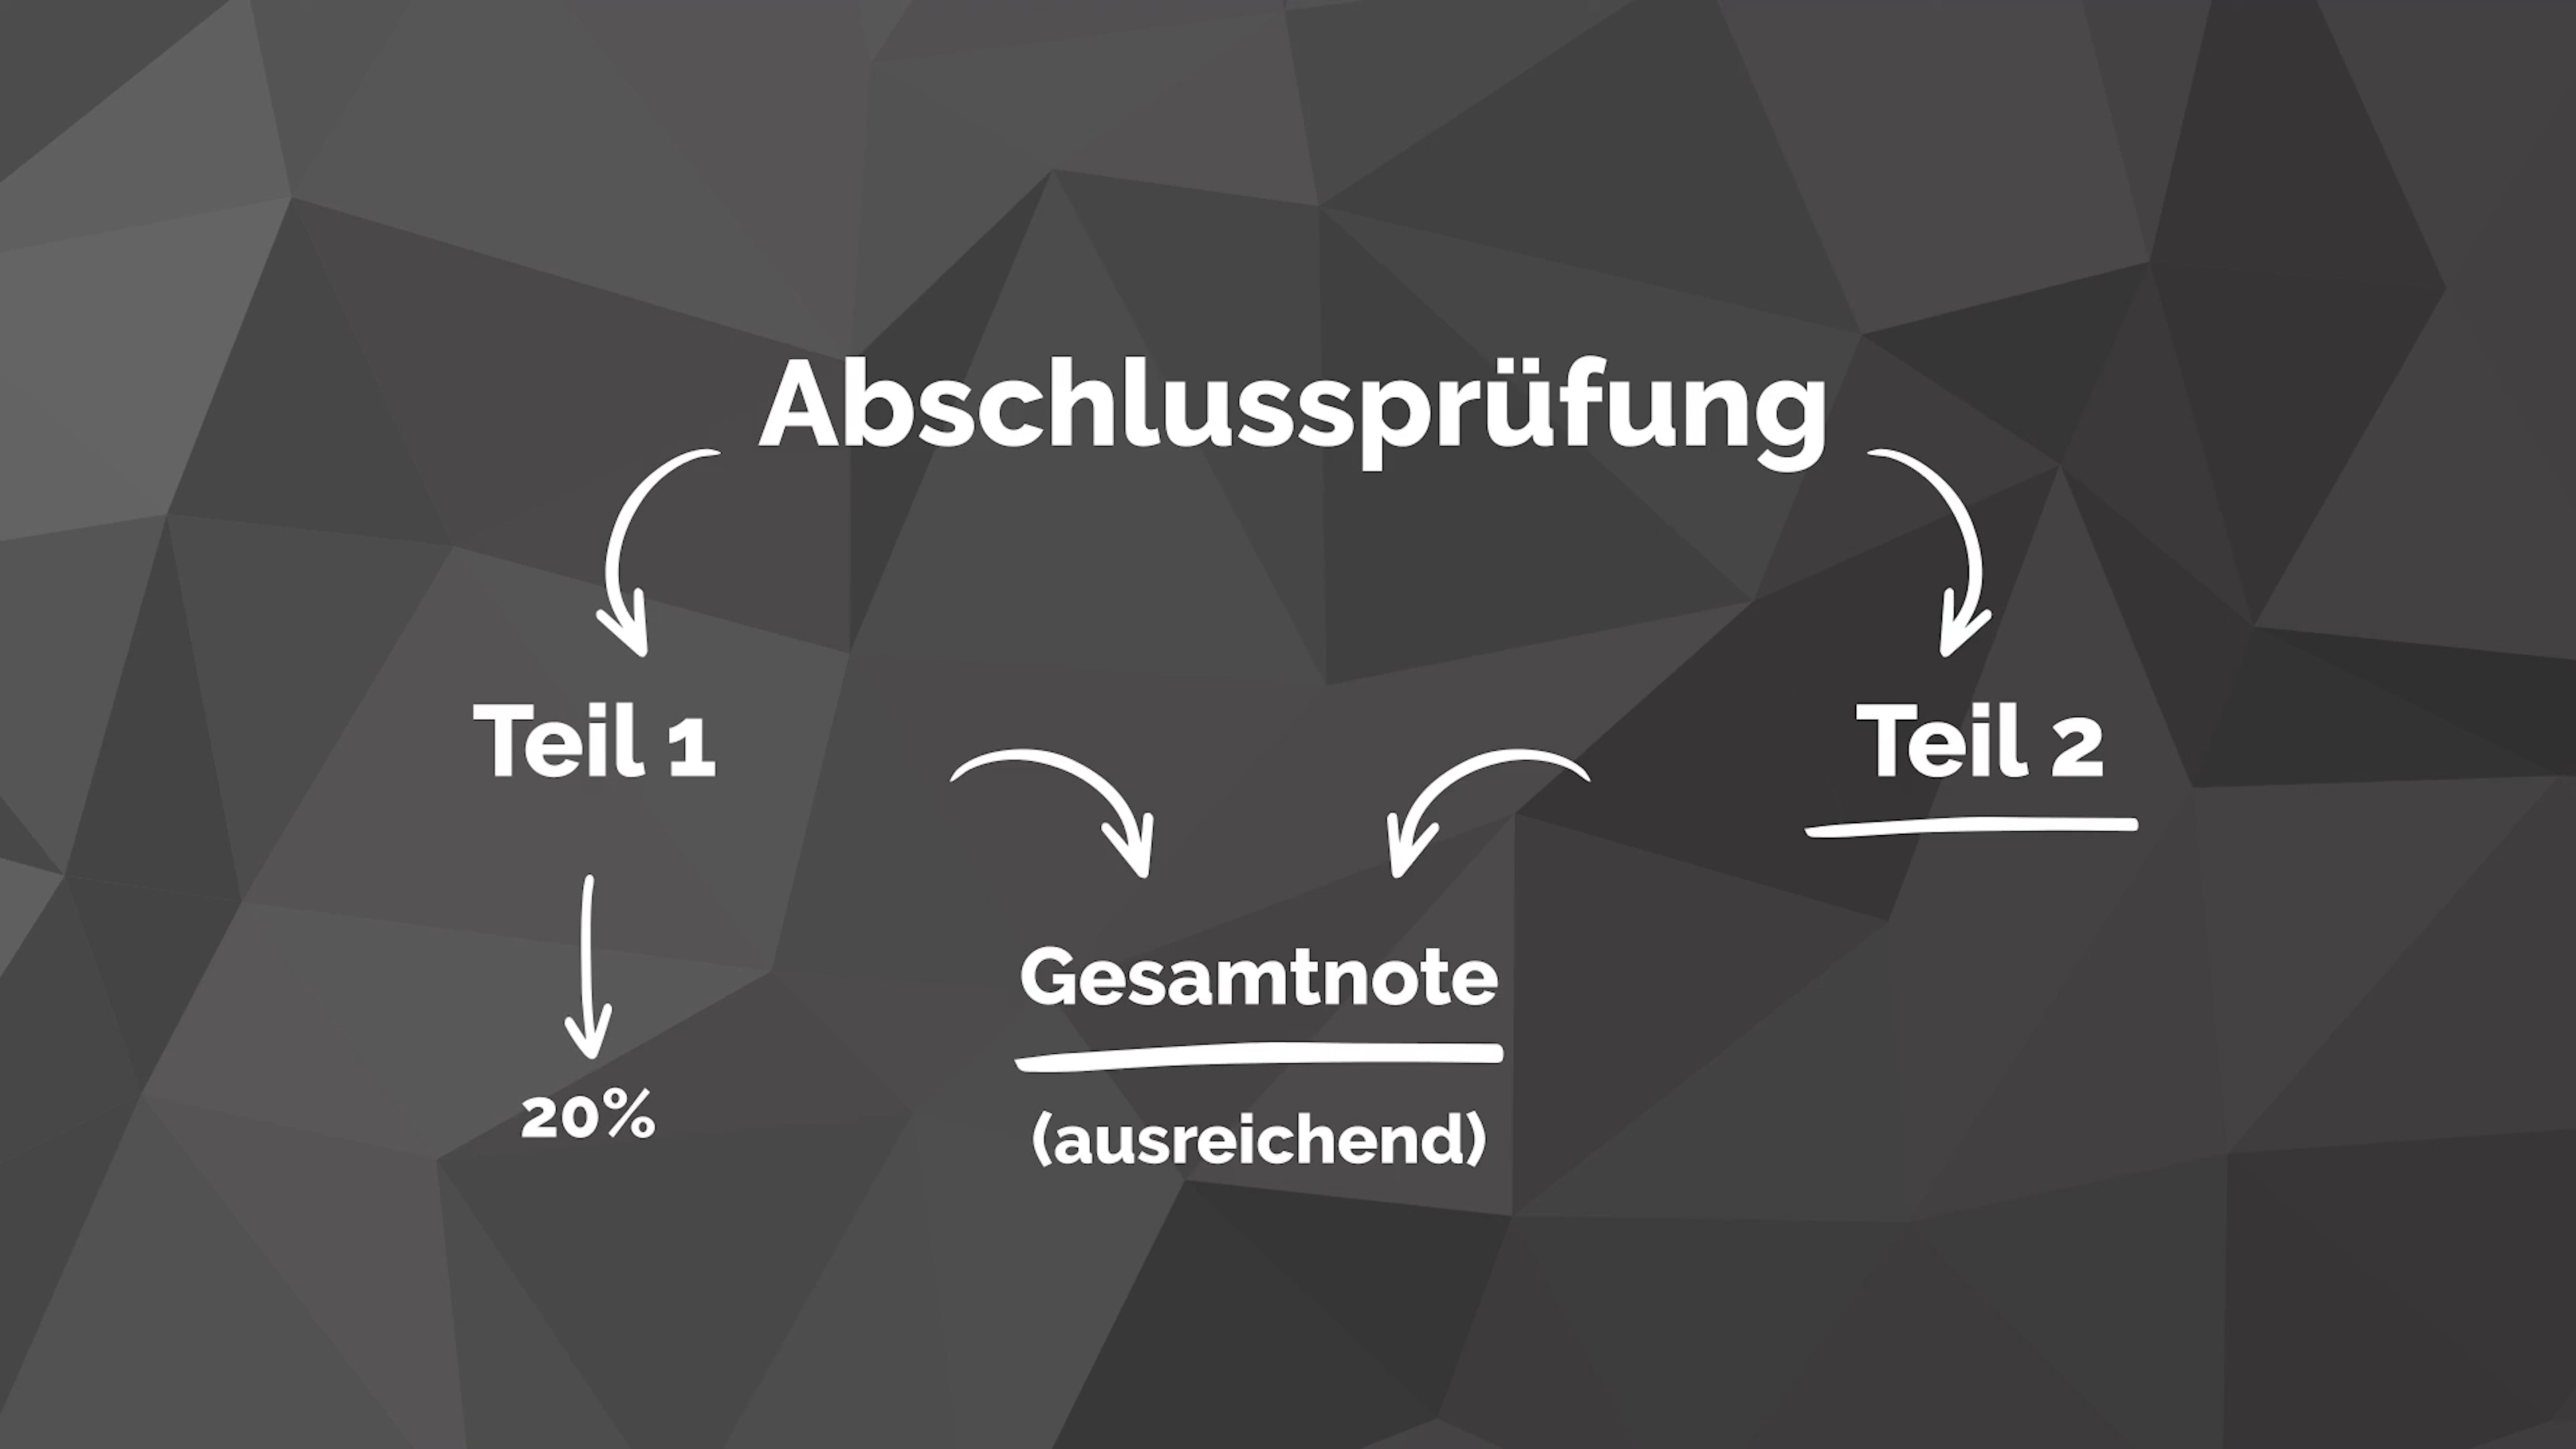 Abschlussprüfung
Teil 1
Teil 2
Gesamtnote
(ausreichend)
20%